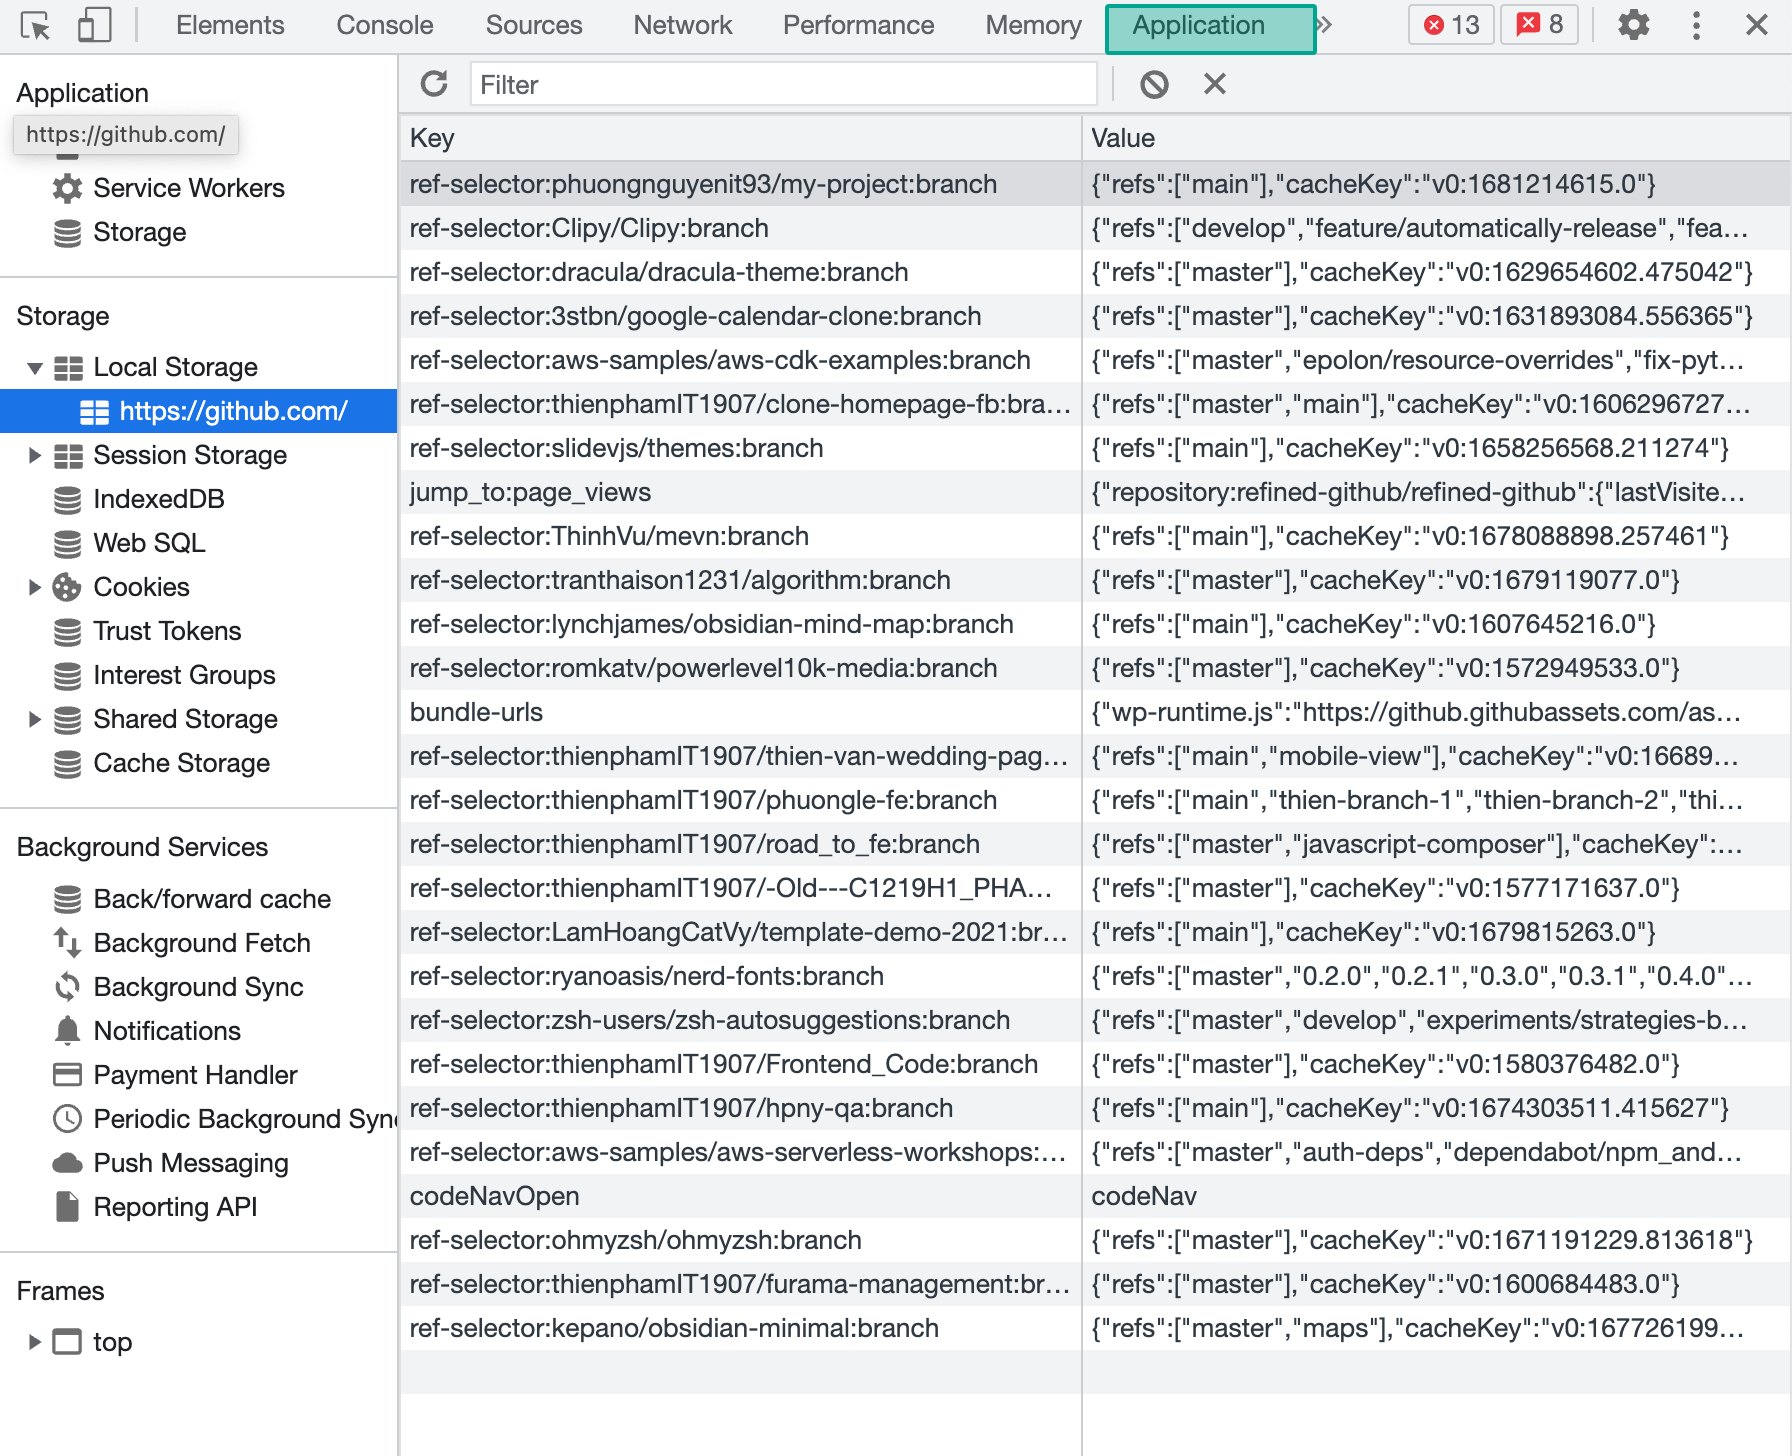 Elements Console Sources Network Performance Memory Application » 13 8
Application
https://github.com/
Service Workers
Storage
Storage
Local Storage
https://github.com/
Session Storage
IndexedDB
Web SQL
Cookies
Trust Tokens
Interest Groups
Shared Storage
Cache Storage
Background Services
Back/forward cache
Background Fetch
Background Sync
Notifications
Payment Handler
Periodic Background Sync
Push Messaging
Reporting API
Frames
top
Filter
Key Value
ref-selector:phuongnguyenit93/my-project:branch {"refs":["main"],"cacheKey":"v0:1681214615.0"}
ref-selector:Clipy/Clipy:branch {"refs":["develop","feature/automatically-release","fea…
ref-selector:dracula/dracula-theme:branch {"refs":["master"],"cacheKey":"v0:1629654602.475042"}
ref-selector:3stbn/google-calendar-clone:branch {"refs":["master"],"cacheKey":"v0:1631893084.556365"}
ref-selector:aws-samples/aws-cdk-examples:branch {"refs":["master","epolon/resource-overrides","fix-pyt…
ref-selector:thienphamIT1907/clone-homepage-fb:bra… {"refs":["master","main"],"cacheKey":"v0:1606296727…
ref-selector:slidevjs/themes:branch {"refs":["main"],"cacheKey":"v0:1658256568.211274"}
jump_to:page_views {"repository:refined-github/refined-github":{"lastVisite…
ref-selector:ThinhVu/mevn:branch {"refs":["main"],"cacheKey":"v0:1678088898.257461"}
ref-selector:tranthaison1231/algorithm:branch {"refs":["master"],"cacheKey":"v0:1679119077.0"}
ref-selector:lynchjames/obsidian-mind-map:branch {"refs":["main"],"cacheKey":"v0:1607645216.0"}
ref-selector:romkatv/powerlevel10k-media:branch {"refs":["master"],"cacheKey":"v0:1572949533.0"}
bundle-urls {"wp-runtime.js":"https://github.githubassets.com/as…
ref-selector:thienphamIT1907/thien-van-wedding-pag… {"refs":["main","mobile-view"],"cacheKey":"v0:16689…
ref-selector:thienphamIT1907/phuongle-fe:branch {"refs":["main","thien-branch-1","thien-branch-2","thi…
ref-selector:thienphamIT1907/road_to_fe:branch {"refs":["master","javascript-composer"],"cacheKey":…
ref-selector:thienphamIT1907/-Old---C1219H1_PHA… {"refs":["master"],"cacheKey":"v0:1577171637.0"}
ref-selector:LamHoangCatVy/template-demo-2021:br… {"refs":["main"],"cacheKey":"v0:1679815263.0"}
ref-selector:ryanoasis/nerd-fonts:branch {"refs":["master","0.2.0","0.2.1","0.3.0","0.3.1","0.4.0"…
ref-selector:zsh-users/zsh-autosuggestions:branch {"refs":["master","develop","experiments/strategies-b…
ref-selector:thienphamIT1907/Frontend_Code:branch {"refs":["master"],"cacheKey":"v0:1580376482.0"}
ref-selector:thienphamIT1907/hpny-qa:branch {"refs":["main"],"cacheKey":"v0:1674303511.415627"}
ref-selector:aws-samples/aws-serverless-workshops:… {"refs":["master","auth-deps","dependabot/npm_and…
codeNavOpen codeNav
ref-selector:ohmyzsh/ohmyzsh:branch {"refs":["master"],"cacheKey":"v0:1671191229.813618"}
ref-selector:thienphamIT1907/furama-management:br… {"refs":["master"],"cacheKey":"v0:1600684483.0"}
ref-selector:kepano/obsidian-minimal:branch {"refs":["master","maps"],"cacheKey":"v0:167726199…